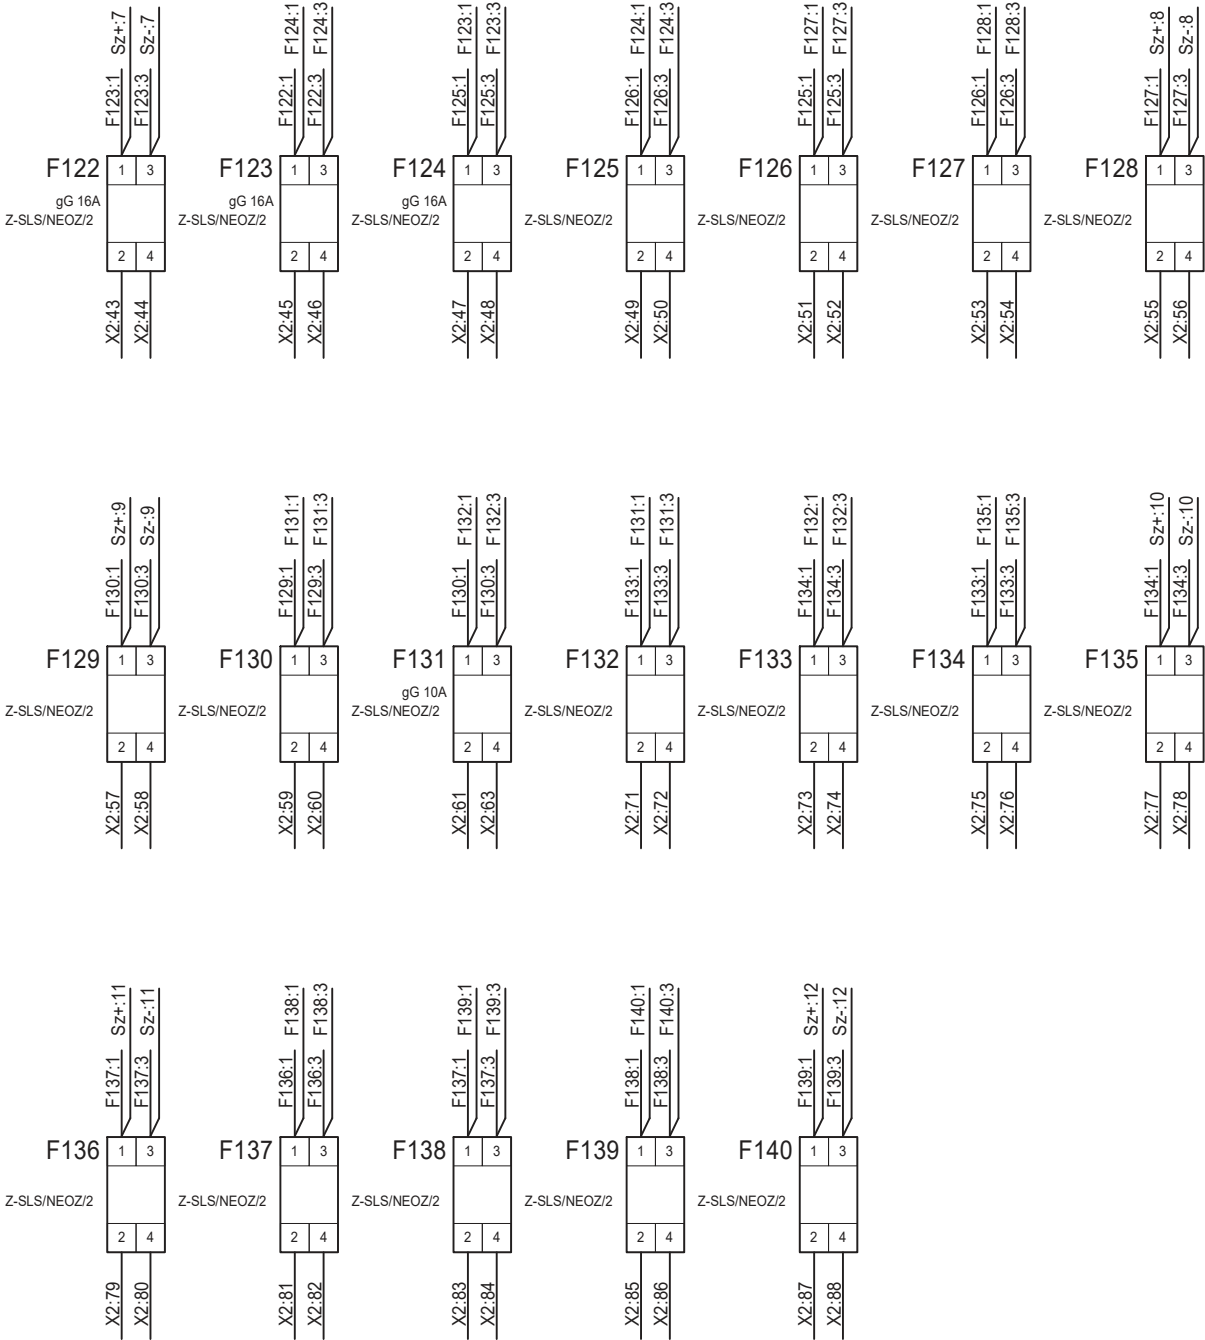 F123:1 Sz+:7 F123:3 Sz-:7
F122:1 F124:1 F122:3 F124:3
F125:1 F123:1 F125:3 F123:3
F126:1 F124:1 F126:3 F124:3
F125:1 F127:1 F125:3 F127:3
F126:1 F128:1 F126:3 F128:3
F127:1 Sz+:8 F127:3 Sz-:8
F122 1 3 F123 1 3 F124 1 3 F125 1 3 F126 1 3 F127 1 3 F128 1 3
gG 16A gG 16A gG 16A
Z-SLS/NEOZ/2 Z-SLS/NEOZ/2 Z-SLS/NEOZ/2 Z-SLS/NEOZ/2 Z-SLS/NEOZ/2 Z-SLS/NEOZ/2 Z-SLS/NEOZ/2
2 4 2 4 2 4 2 4 2 4 2 4 2 4
X2:43 X2:44 X2:45 X2:46 X2:47 X2:48 X2:49 X2:50 X2:51 X2:52 X2:53 X2:54 X2:55 X2:56
F139:1 Sz+:9 F130:3 Sz-:9
F129:1 F131:1 F129:3 F131:3
F130:1 F132:1 F130:3 F132:3
F133:1 F131:1 F133:3 F131:3
F134:1 F132:1 F134:3 F132:3
F133:1 F135:1 F133:3 F135:3
F134:1 Sz+:10 F134:3 Sz-:10
F129 1 3 F130 1 3 F131 1 3 F132 1 3 F133 1 3 F134 1 3 F135 1 3
gG 10A
Z-SLS/NEOZ/2 Z-SLS/NEOZ/2 Z-SLS/NEOZ/2 Z-SLS/NEOZ/2 Z-SLS/NEOZ/2 Z-SLS/NEOZ/2 Z-SLS/NEOZ/2
2 4 2 4 2 4 2 4 2 4 2 4 2 4
X2:57 X2:58 X2:59 X2:60 X2:61 X2:63 X2:71 X2:72 X2:73 X2:74 X2:75 X2:76 X2:77 X2:78
F137:1 Sz+:11 F137:3 Sz-:11
F136:1 F138:1 F136:3 F138:3
F137:1 F139:1 F137:3 F139:3
F138:1 F140:1 F138:3 F140:3
F139:1 Sz+:12 F139:3 Sz-:12
F136 1 3 F137 1 3 F138 1 3 F139 1 3 F140 1 3
Z-SLS/NEOZ/2 Z-SLS/NEOZ/2 Z-SLS/NEOZ/2 Z-SLS/NEOZ/2 Z-SLS/NEOZ/2
2 4 2 4 2 4 2 4 2 4
X2:79 X2:80 X2:81 X2:82 X2:83 X2:84 X2:85 X2:86 X2:87 X2:88